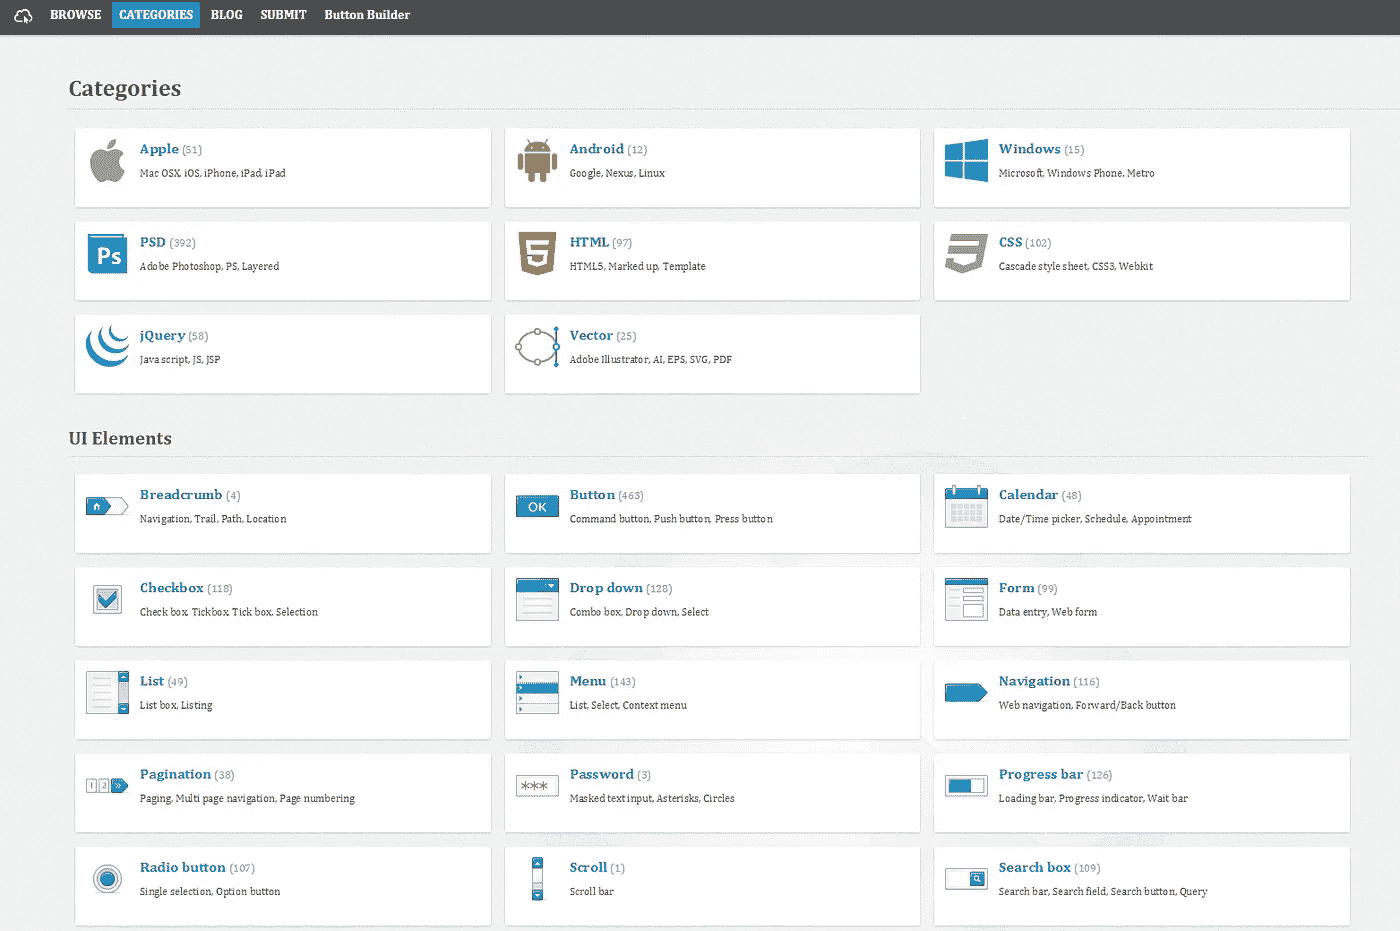 BROWSE CATEGORIES BLOG SUBMIT Button Builder
Categories
Apple (51)
Mac OSX, iOS, iPhone, iPad, iPad
Android (12)
Google, Nexus, Linux
Windows (15)
Microsoft, Windows Phone, Metro
Ps
PSD (392)
Adobe Photoshop, PS, Layered
5
HTML (97)
HTML5, Marked up, Template
3
CSS (102)
Cascade style sheet, CSS3, Webkit
jQuery (58)
Java script, JS, JSP
Vector (25)
Adobe Illustrator, AI, EPS, SVG, PDF
UI Elements
Breadcrumb (4)
Navigation, Trail, Path, Location
OK
Button (463)
Command button, Push button, Press button
Calendar (48)
Date/Time picker, Schedule, Appointment
Checkbox (118)
Check box, Tickbox, Tick box, Selection
Drop down (128)
Combo box, Drop down, Select
Form (99)
Data entry, Web form
List (49)
List box, Listing
Menu (143)
List, Select, Context menu
Navigation (116)
Web navigation, Forward/Back button
1 2 »
Pagination (38)
Paging, Multi page navigation, Page numbering
***
Password (3)
Masked text input, Asterisks, Circles
Progress bar (126)
Loading bar, Progress indicator, Wait bar
Radio button (107)
Single selection, Option button
Scroll (1)
Scroll bar
Search box (109)
Search bar, Search field, Search button, Query